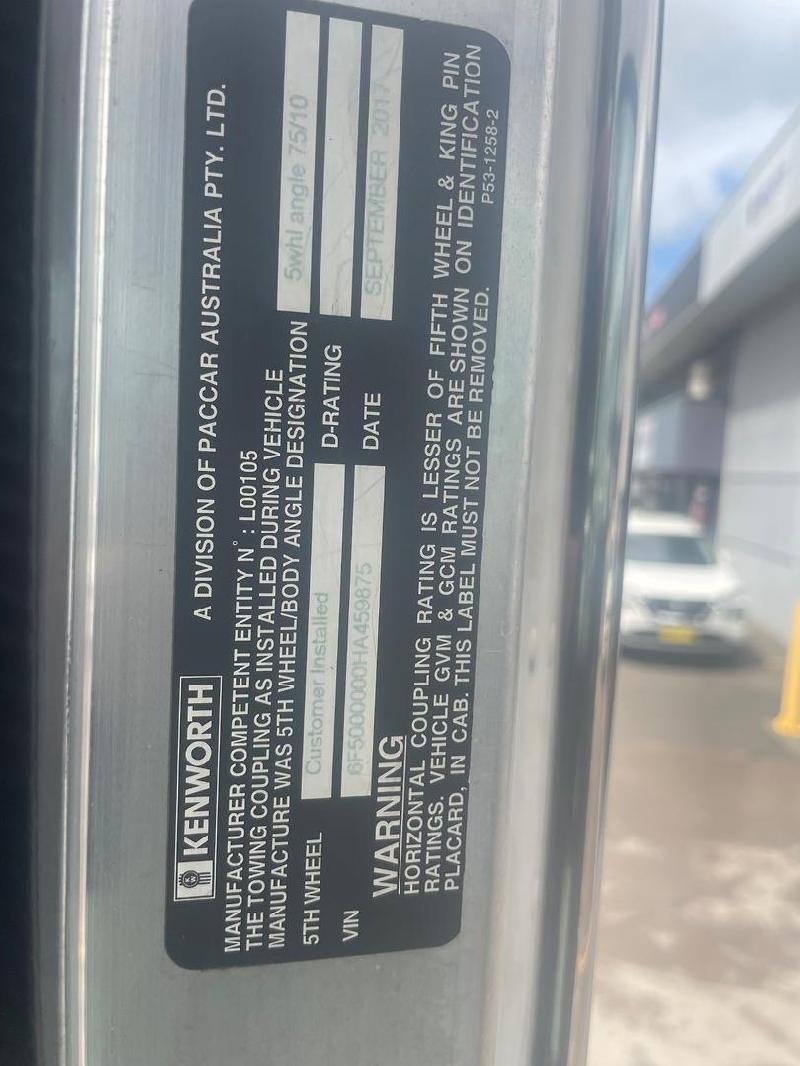 KENWORTH A DIVISION OF PACCAR AUSTRALIA PTY. LTD.
MANUFACTURER COMPETENT ENTITY N° : L00105
THE TOWING COUPLING AS INSTALLED DURING VEHICLE
MANUFACTURE WAS 5TH WHEEL/BODY ANGLE DESIGNATION 5whl angle 75/10
5TH WHEEL Customer Installed D-RATING
VIN 6F5000000HA459875 DATE SEPTEMBER 2017
WARNING
HORIZONTAL COUPLING RATING IS LESSER OF FIFTH WHEEL & KING PIN
RATINGS. VEHICLE GVM & GCM RATINGS ARE SHOWN ON IDENTIFICATION
PLACARD, IN CAB. THIS LABEL MUST NOT BE REMOVED. P53-1258-2